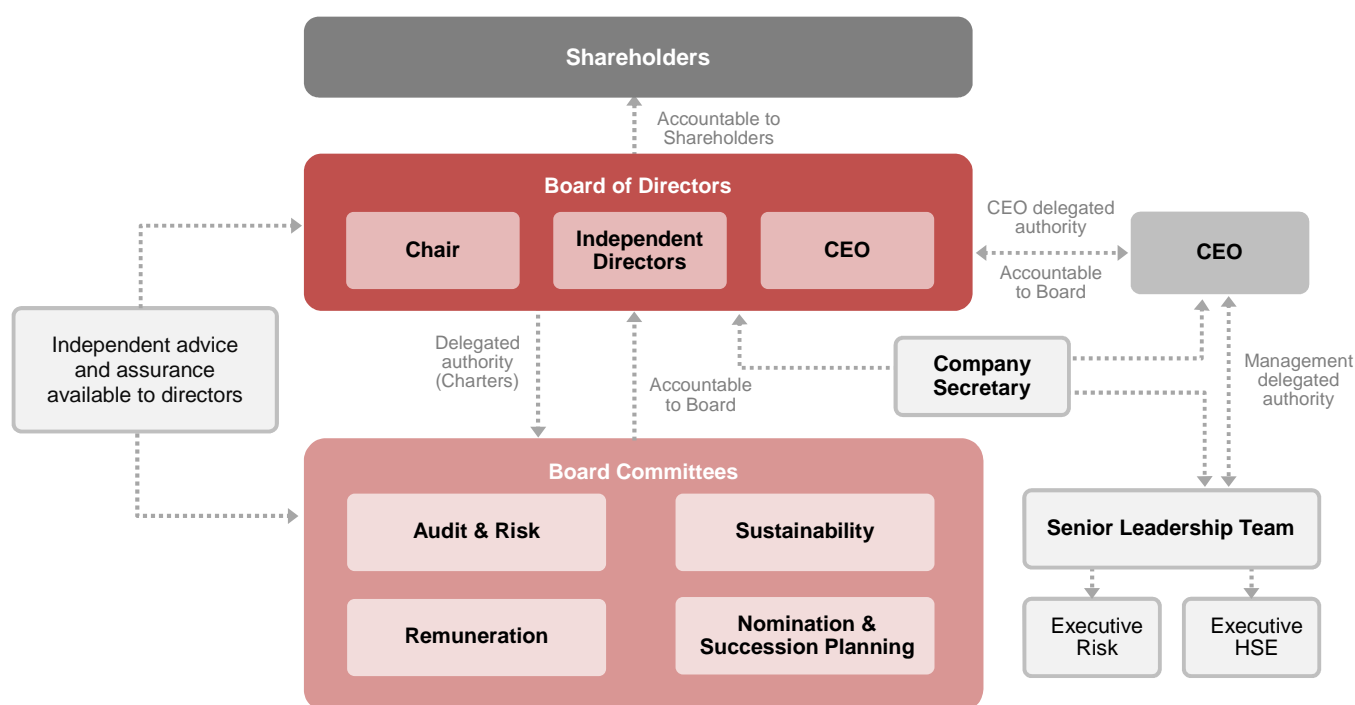 Shareholders
Accountable to
Shareholders
Board of Directors
Chair
Independent
Directors
CEO
CEO delegated
authority
Accountable
to Board
CEO
Independent advice
and assurance
available to directors
Delegated
authority
(Charters)
Accountable
to Board
Company
Secretary
Management
delegated
authority
Board Committees
Audit & Risk
Sustainability
Remuneration
Nomination &
Succession Planning
Senior Leadership Team
Executive
Risk
Executive
HSE